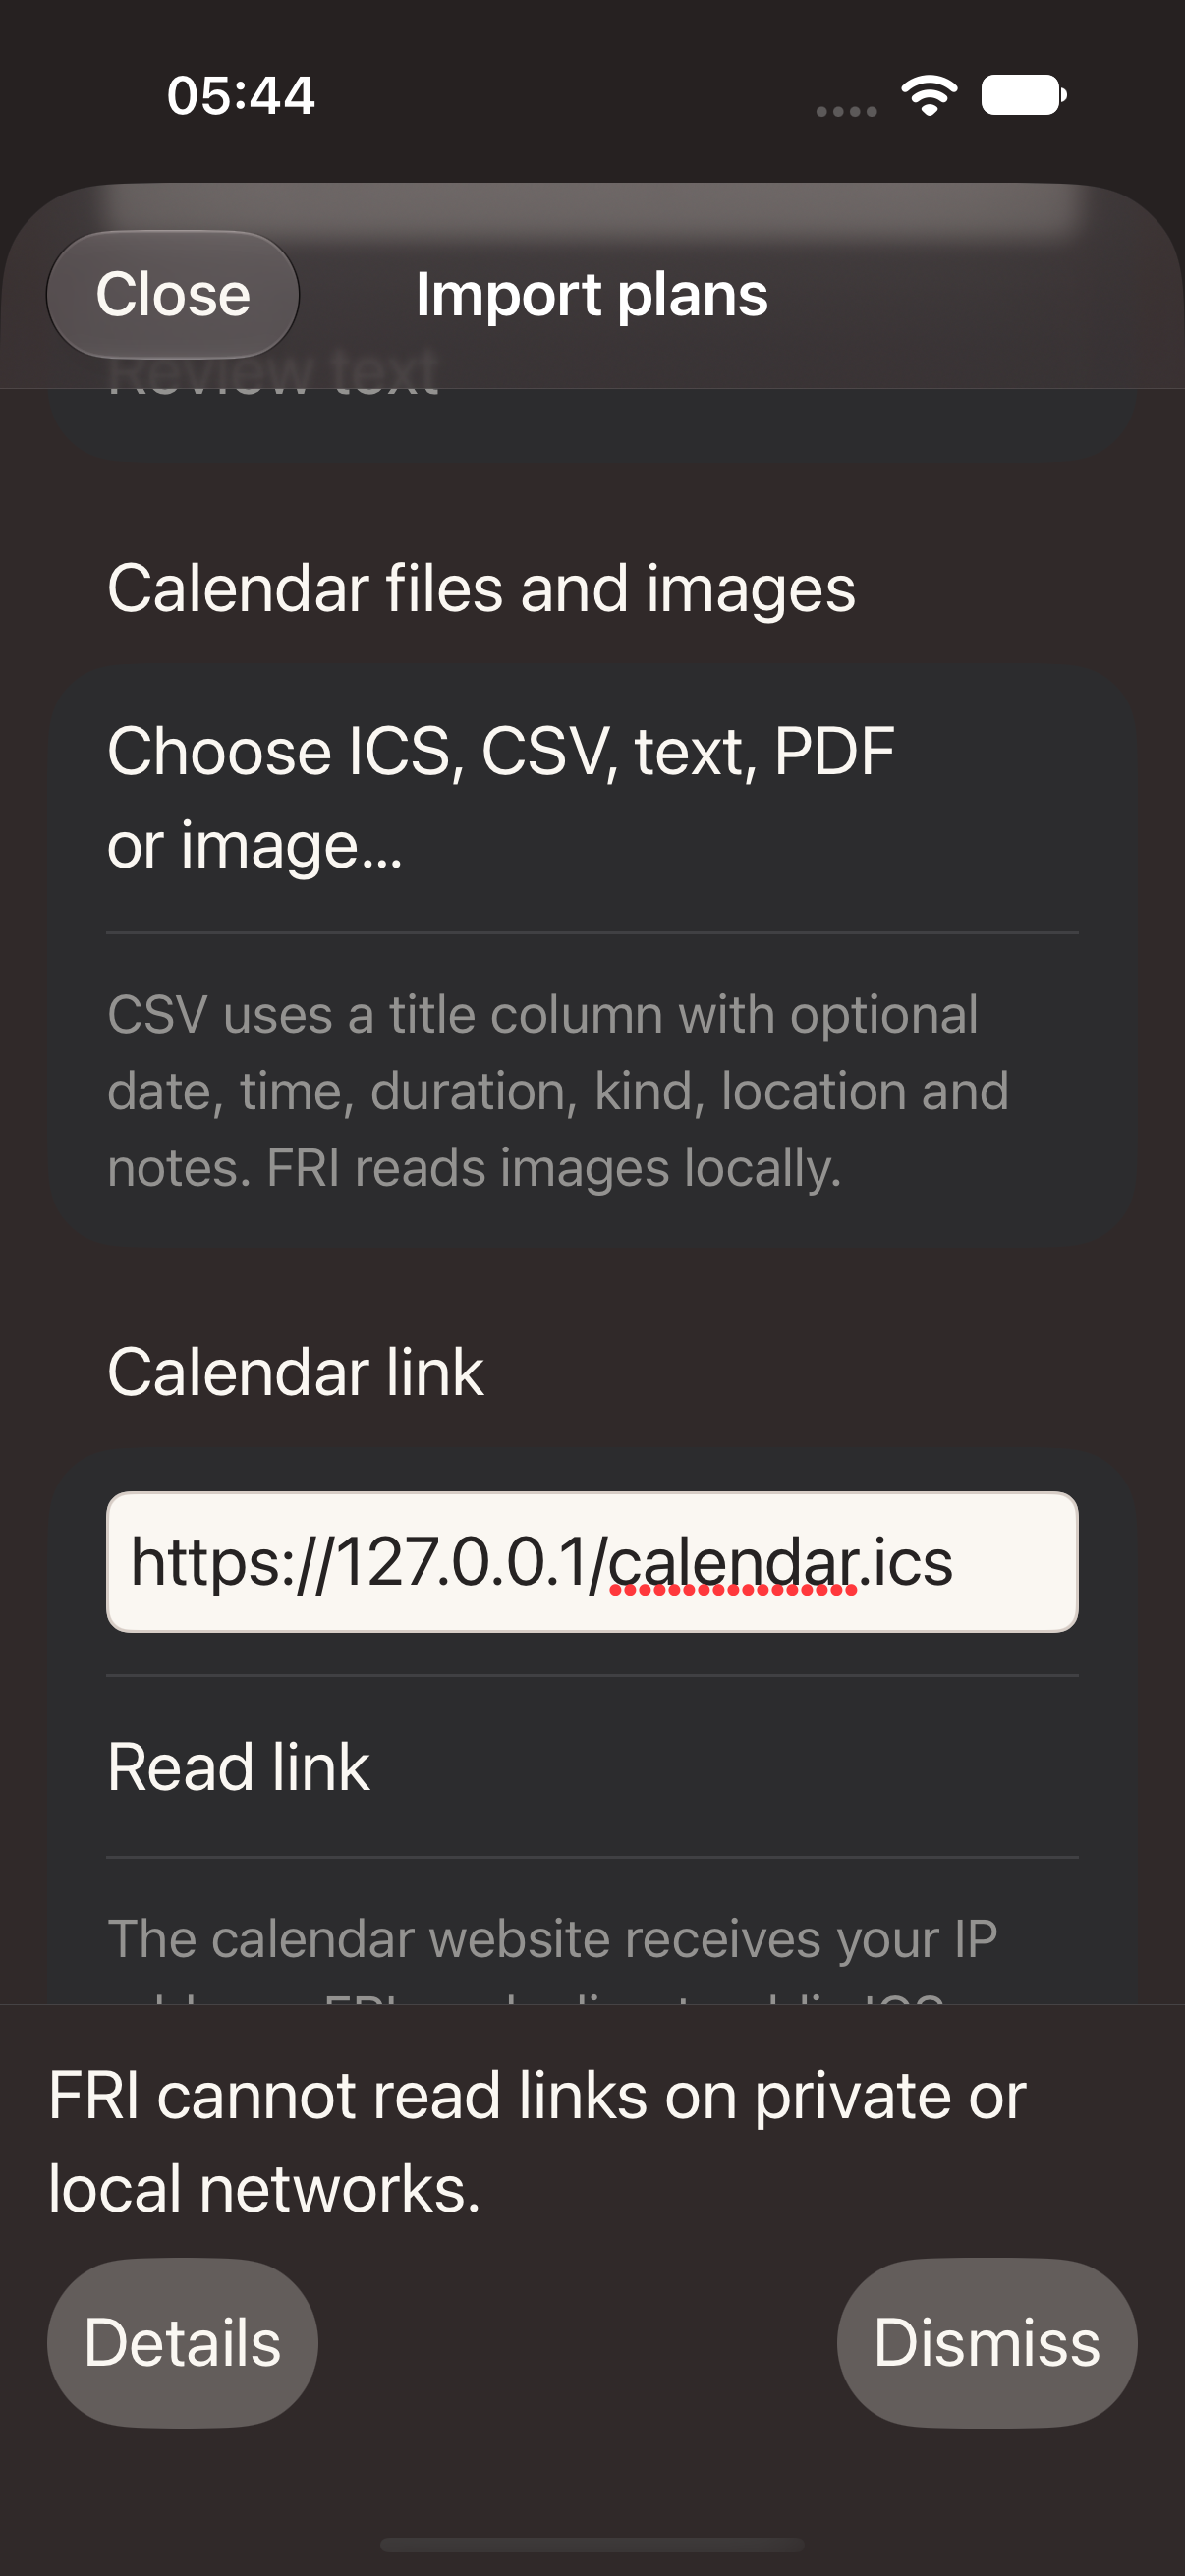 05:44
Close
Import plans
Review text
Calendar files and images
Choose ICS, CSV, text, PDF
or image...
CSV uses a title column with optional
date, time, duration, kind, location and
notes. FRI reads images locally.
Calendar link
https://127.0.0.1/calendar.ics
Read link
The calendar website receives your IP
FRI cannot read links on private or
local networks.
Details
Dismiss